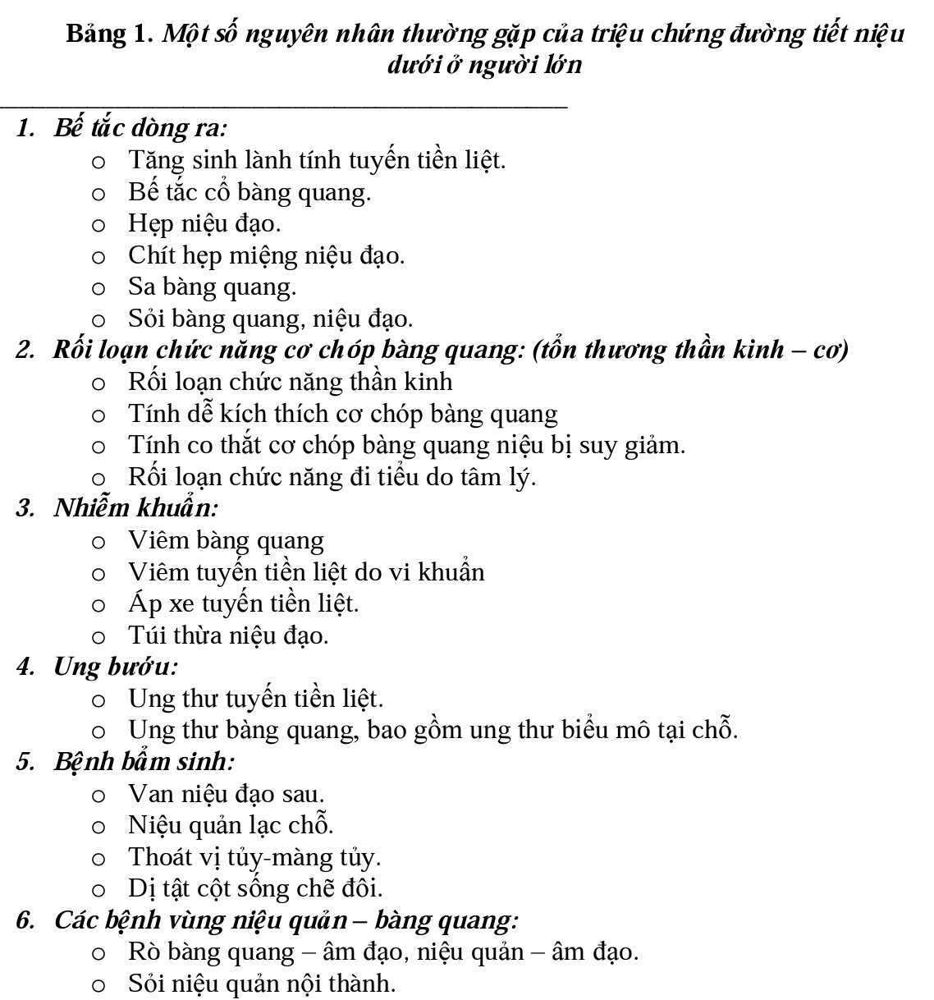 Bảng 1. Một số nguyên nhân thường gặp của triệu chứng đường tiết niệu
dưới ở người lớn
1. Bế tắc dòng ra:
○ Tăng sinh lành tính tuyến tiền liệt.
○ Bế tắc cổ bàng quang.
○ Hẹp niệu đạo.
○ Chít hẹp miệng niệu đạo.
○ Sa bàng quang.
○ Sỏi bàng quang, niệu đạo.
2. Rối loạn chức năng cơ chóp bàng quang: (tổn thương thần kinh – cơ)
○ Rối loạn chức năng thần kinh
○ Tính dễ kích thích cơ chóp bàng quang
○ Tính co thắt cơ chóp bàng quang niệu bị suy giảm.
○ Rối loạn chức năng đi tiểu do tâm lý.
3. Nhiễm khuẩn:
○ Viêm bàng quang
○ Viêm tuyến tiền liệt do vi khuẩn
○ Áp xe tuyến tiền liệt.
○ Túi thừa niệu đạo.
4. Ung bướu:
○ Ung thư tuyến tiền liệt.
○ Ung thư bàng quang, bao gồm ung thư biểu mô tại chỗ.
5. Bệnh bẩm sinh:
○ Van niệu đạo sau.
○ Niệu quản lạc chỗ.
○ Thoát vị tủy-màng tủy.
○ Dị tật cột sống chẽ đôi.
6. Các bệnh vùng niệu quản – bàng quang:
○ Rò bàng quang – âm đạo, niệu quản – âm đạo.
○ Sỏi niệu quản nội thành.